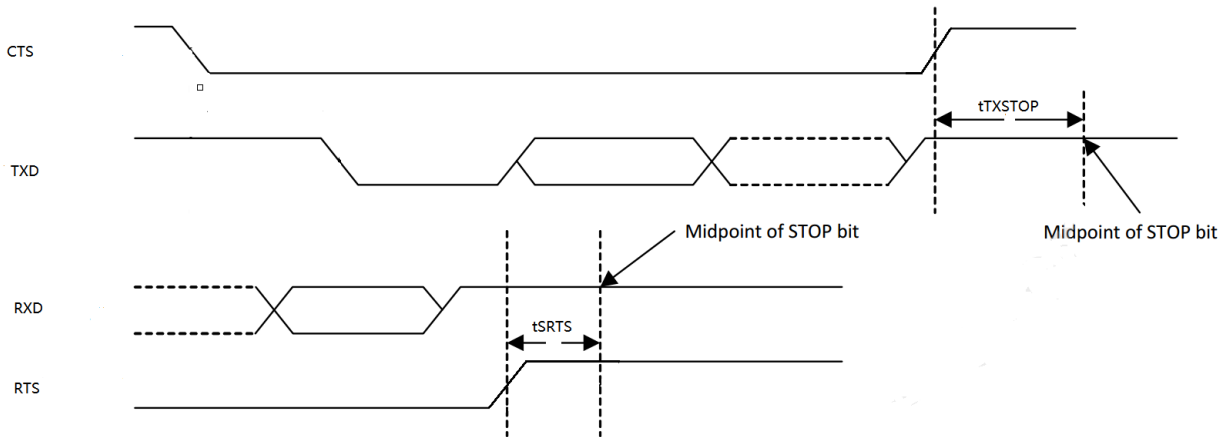 CTS
tTXSTOP
TXD
Midpoint of STOP bit
Midpoint of STOP bit
RXD
tSRTS
RTS